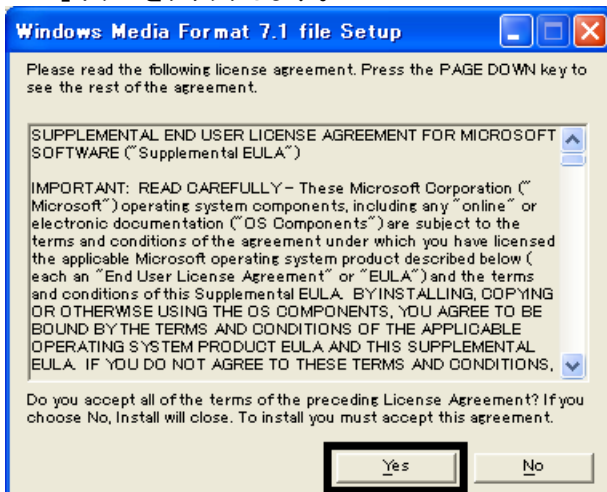 Windows Media Format 7.1 file Setup
Please read the following license agreement. Press the PAGE DOWN key to
see the rest of the agreement.
SUPPLEMENTAL END USER LICENSE AGREEMENT FOR MICROSOFT
SOFTWARE ("Supplemental EULA")
IMPORTANT: READ CAREFULLY - These Microsoft Corporation ("
Microsoft") operating system components, including any "online" or
electronic documentation ("OS Components") are subject to the
terms and conditions of the agreement under which you have licensed
the applicable Microsoft operating system product described below (
each an "End User License Agreement" or "EULA") and the terms
and conditions of this Supplemental EULA. BY INSTALLING, COPYING
OR OTHERWISE USING THE OS COMPONENTS, YOU AGREE TO BE
BOUND BY THE TERMS AND CONDITIONS OF THE APPLICABLE
OPERATING SYSTEM PRODUCT EULA AND THIS SUPPLEMENTAL
EULA. IF YOU DO NOT AGREE TO THESE TERMS AND CONDITIONS,
Do you accept all of the terms of the preceding License Agreement? If you
choose No, Install will close. To install you must accept this agreement.
Yes No